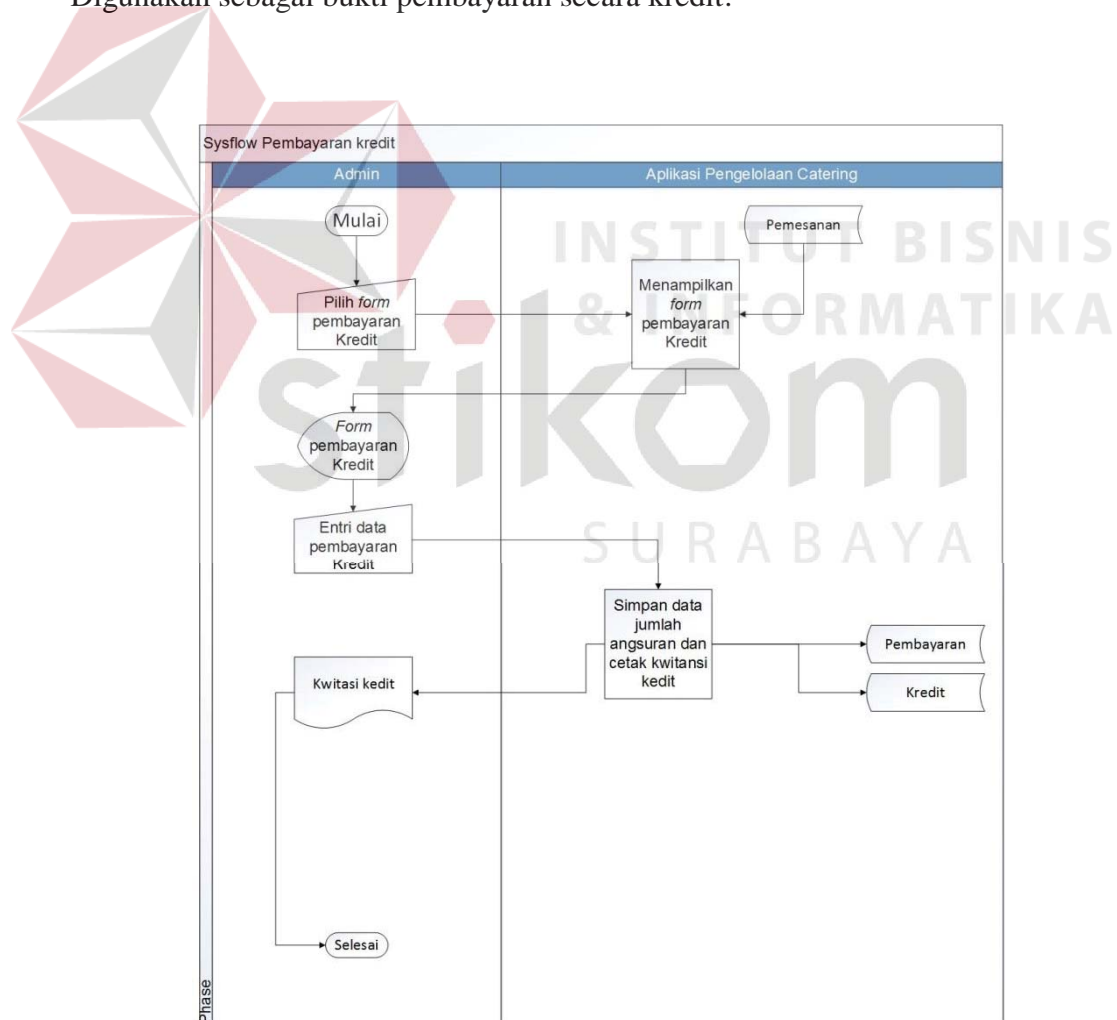 Digunakan sebagai bukti pembayaran secara kredit.
Sysflow Pembayaran kredit
Admin
Aplikasi Pengelolaan Catering
Mulai
Pemesanan
Pilih form
pembayaran
Kredit
Menampilkan
form
pembayaran
Kredit
Form
pembayaran
Kredit
Entri data
pembayaran
Kredit
Simpan data
jumlah
angsuran dan
cetak kwitansi
kedit
Pembayaran
Kredit
Kwitasi kedit
Selesai
Phase
INSTITUT BISNIS
& INFORMATIKA
stikom
SURABAYA